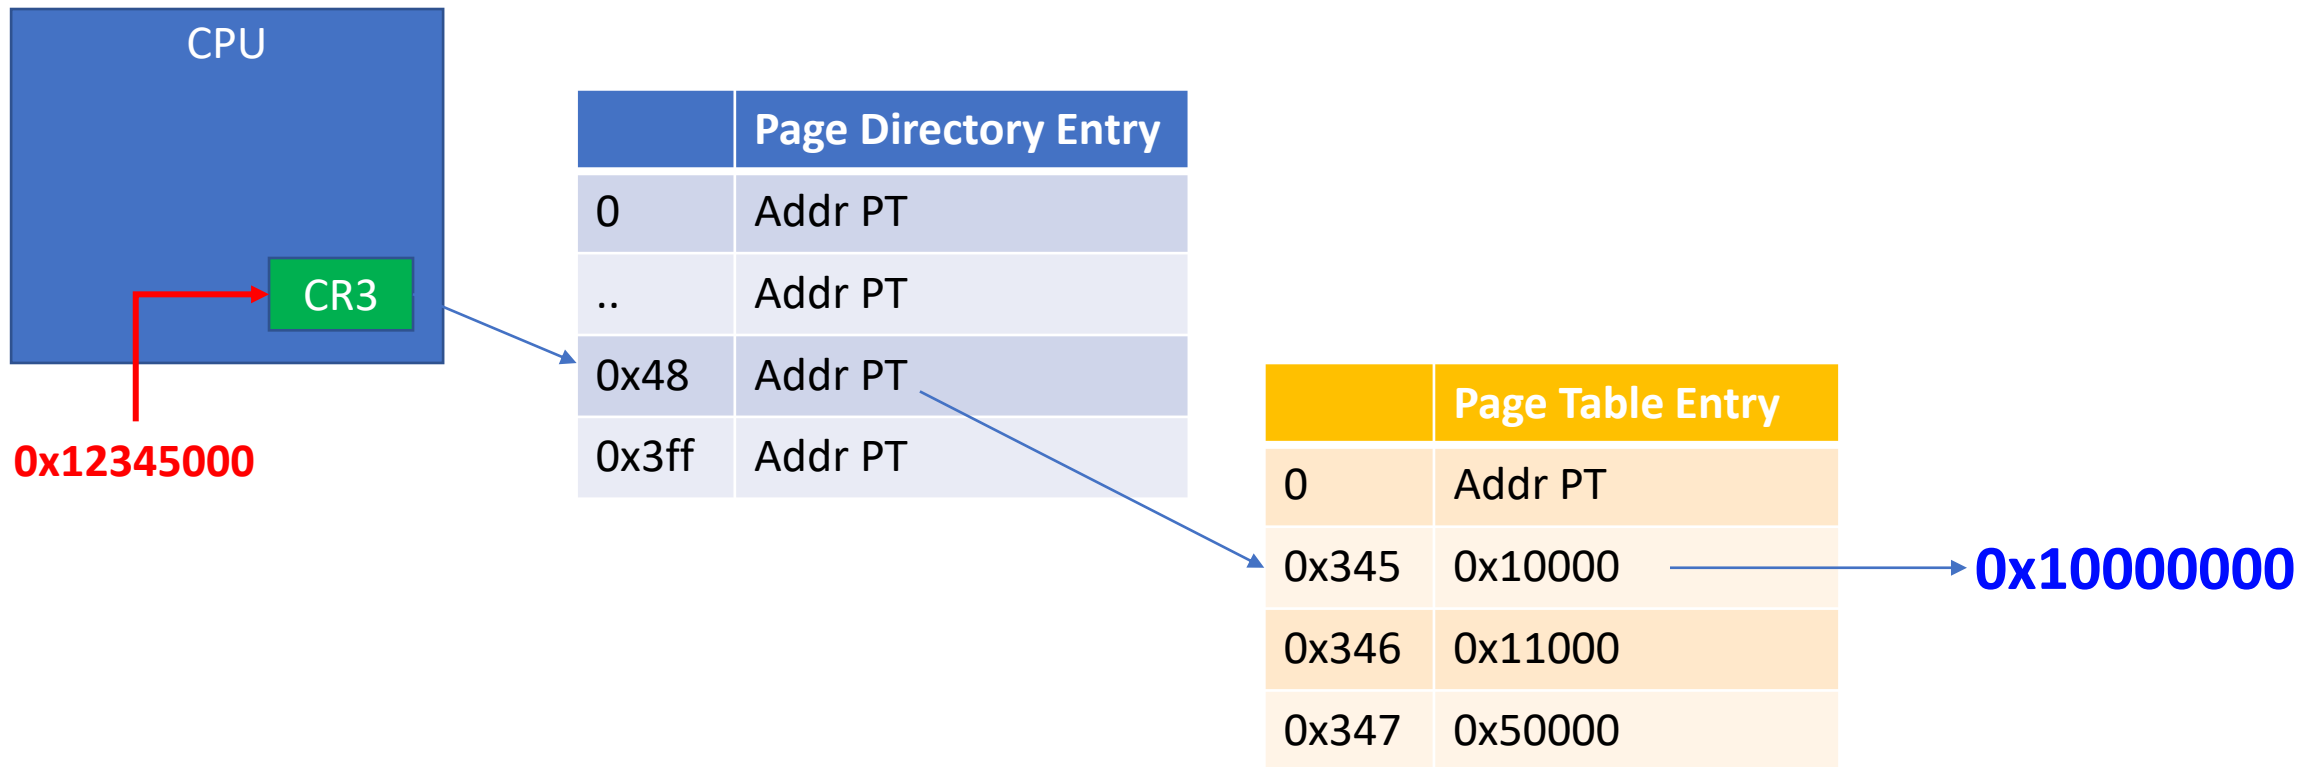 CPU
CR3
0x12345000
Page Directory Entry
0 Addr PT
.. Addr PT
0x48 Addr PT
0x3ff Addr PT
Page Table Entry
0 Addr PT
0x345 0x10000
0x346 0x11000
0x347 0x50000
0x10000000